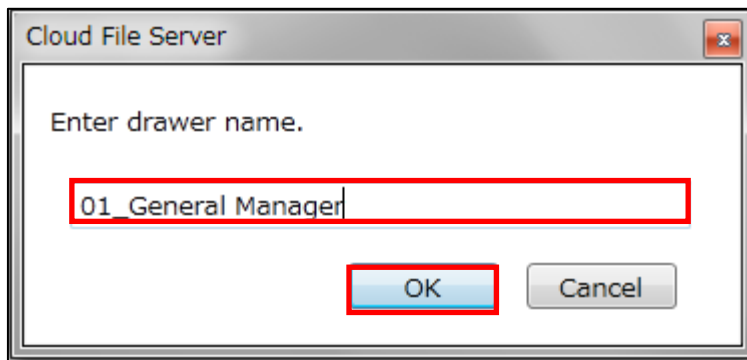 Cloud File Server
Enter drawer name.
01_General Manager
OK
Cancel